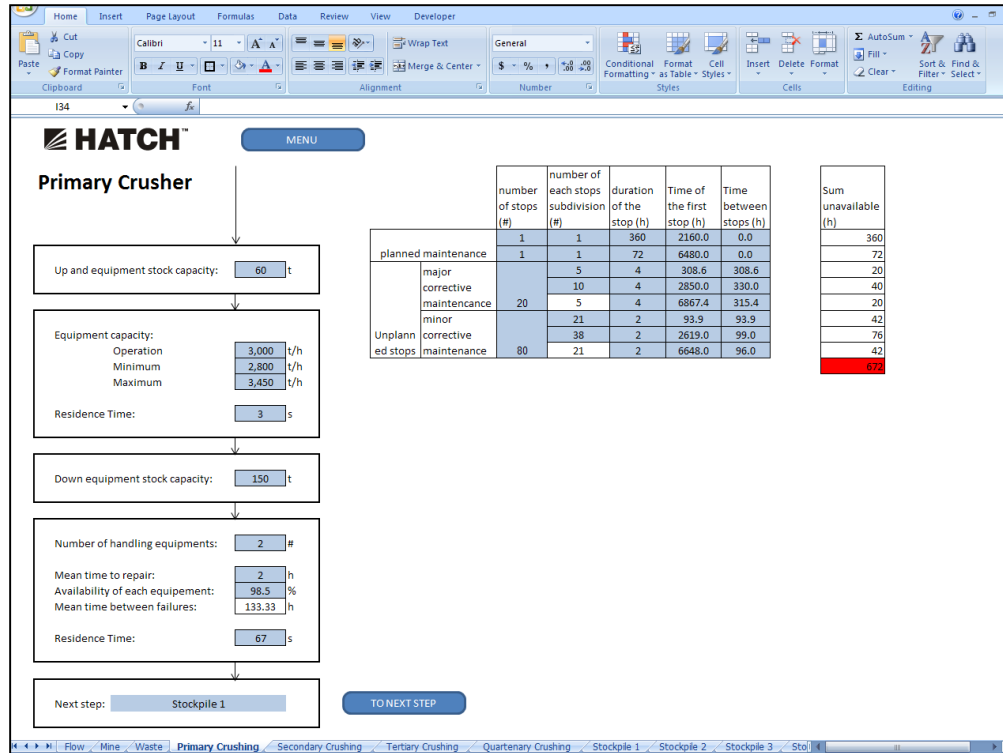 Home Insert Page Layout Formulas Data Review View Developer
Cut
Calibri 11 A A Wrap Text General Σ AutoSum
Copy Fill
Paste Format Painter B I U A Merge & Center $ % , .0 .00 .00 .0 Conditional Format Cell Insert Delete Format Clear Sort & Find &
Formatting as Table Styles Filter Select
Clipboard Font Alignment Number Styles Cells Editing
I34 fx
HATCH™ MENU
Primary Crusher
number of stops (#) number of each stops subdivision (#) duration of the stop (h) Time of the first stop (h) Time between stops (h) Sum unavailable (h)
1 1 360 2160.0 0.0 360
planned maintenance 1 1 72 6480.0 0.0 72
major 5 4 308.6 308.6 20
corrective 10 4 2850.0 330.0 40
maintencance 20 5 4 6867.4 315.4 20
minor 21 2 93.9 93.9 42
Unplann corrective 38 2 2619.0 99.0 76
ed stops maintenance 80 21 2 6648.0 96.0 42
672
Up and equipment stock capacity: 60 t
Equipment capacity:
Operation 3,000 t/h
Minimum 2,800 t/h
Maximum 3,450 t/h
Residence Time: 3 s
Down equipment stock capacity: 150 t
Number of handling equipments: 2 #
Mean time to repair: 2 h
Availability of each equipement: 98.5 %
Mean time between failures: 133.33 h
Residence Time: 67 s
Next step: Stockpile 1 TO NEXT STEP
Flow Mine Waste Primary Crushing Secondary Crushing Tertiary Crushing Quartenary Crushing Stockpile 1 Stockpile 2 Stockpile 3 Sto